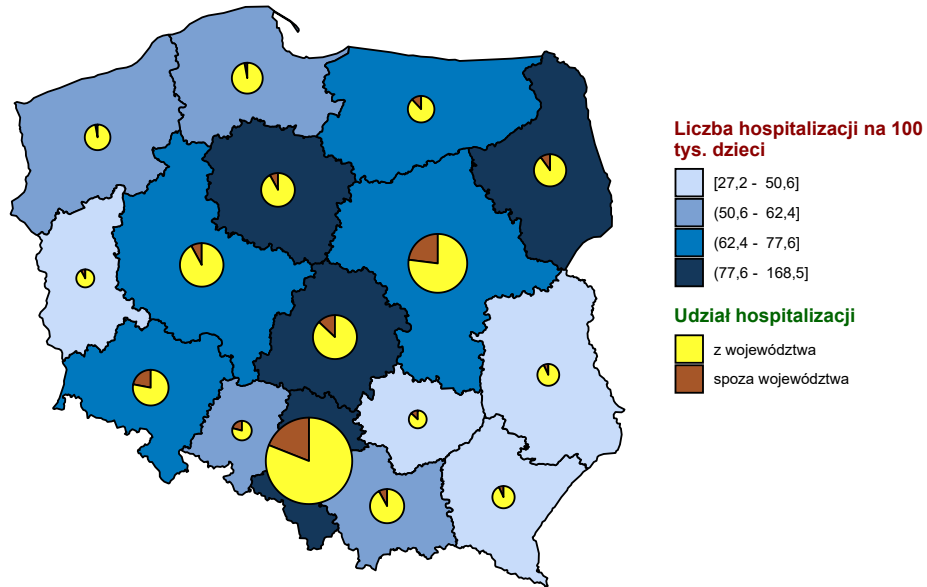 Liczba hospitalizacji na 100
tys. dzieci
[27,2 - 50,6]
(50,6 - 62,4]
(62,4 - 77,6]
(77,6 - 168,5]
Udział hospitalizacji
z województwa
spoza województwa